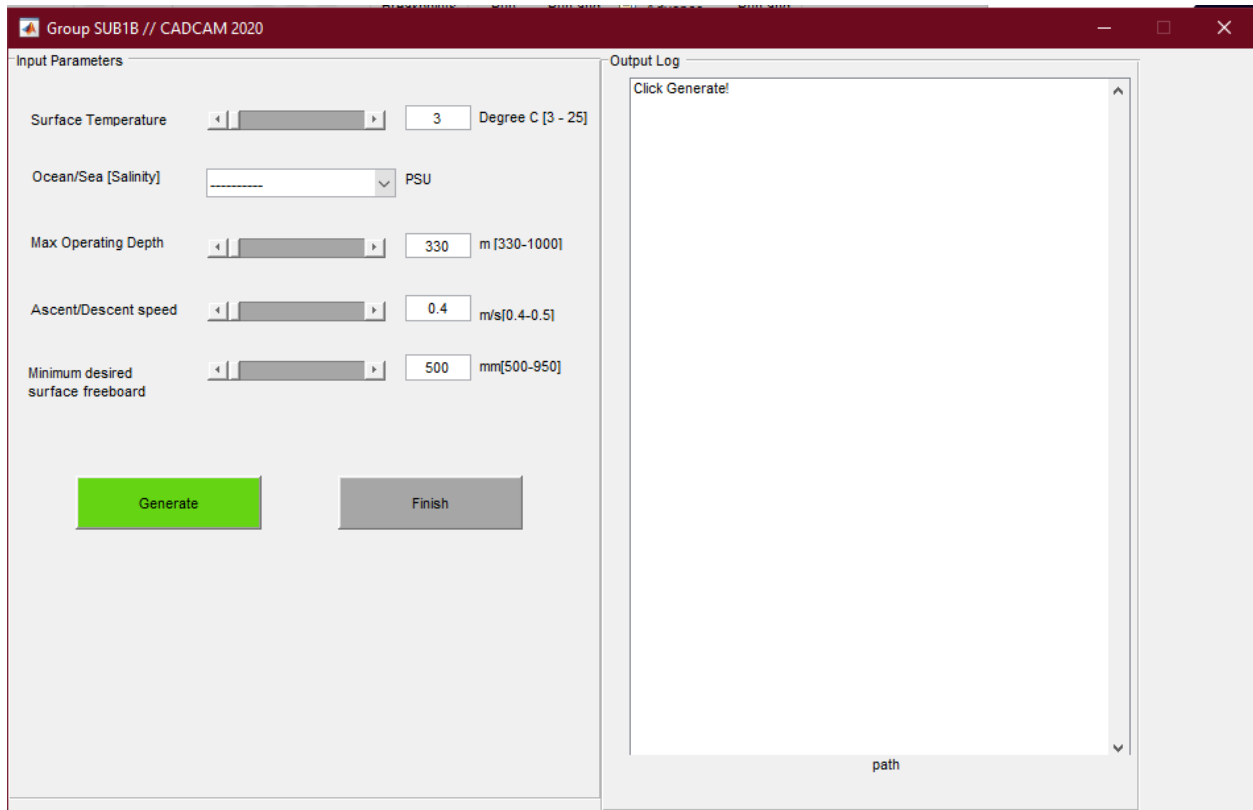 Group SUB1B // CADCAM 2020
Input Parameters
Surface Temperature 3 Degree C [3 - 25]
Ocean/Sea [Salinity] ---------- PSU
Max Operating Depth 330 m [330-1000]
Ascent/Descent speed 0.4 m/s[0.4-0.5]
Minimum desired 500 mm[500-950]
surface freeboard
Generate Finish
Output Log
Click Generate!
path